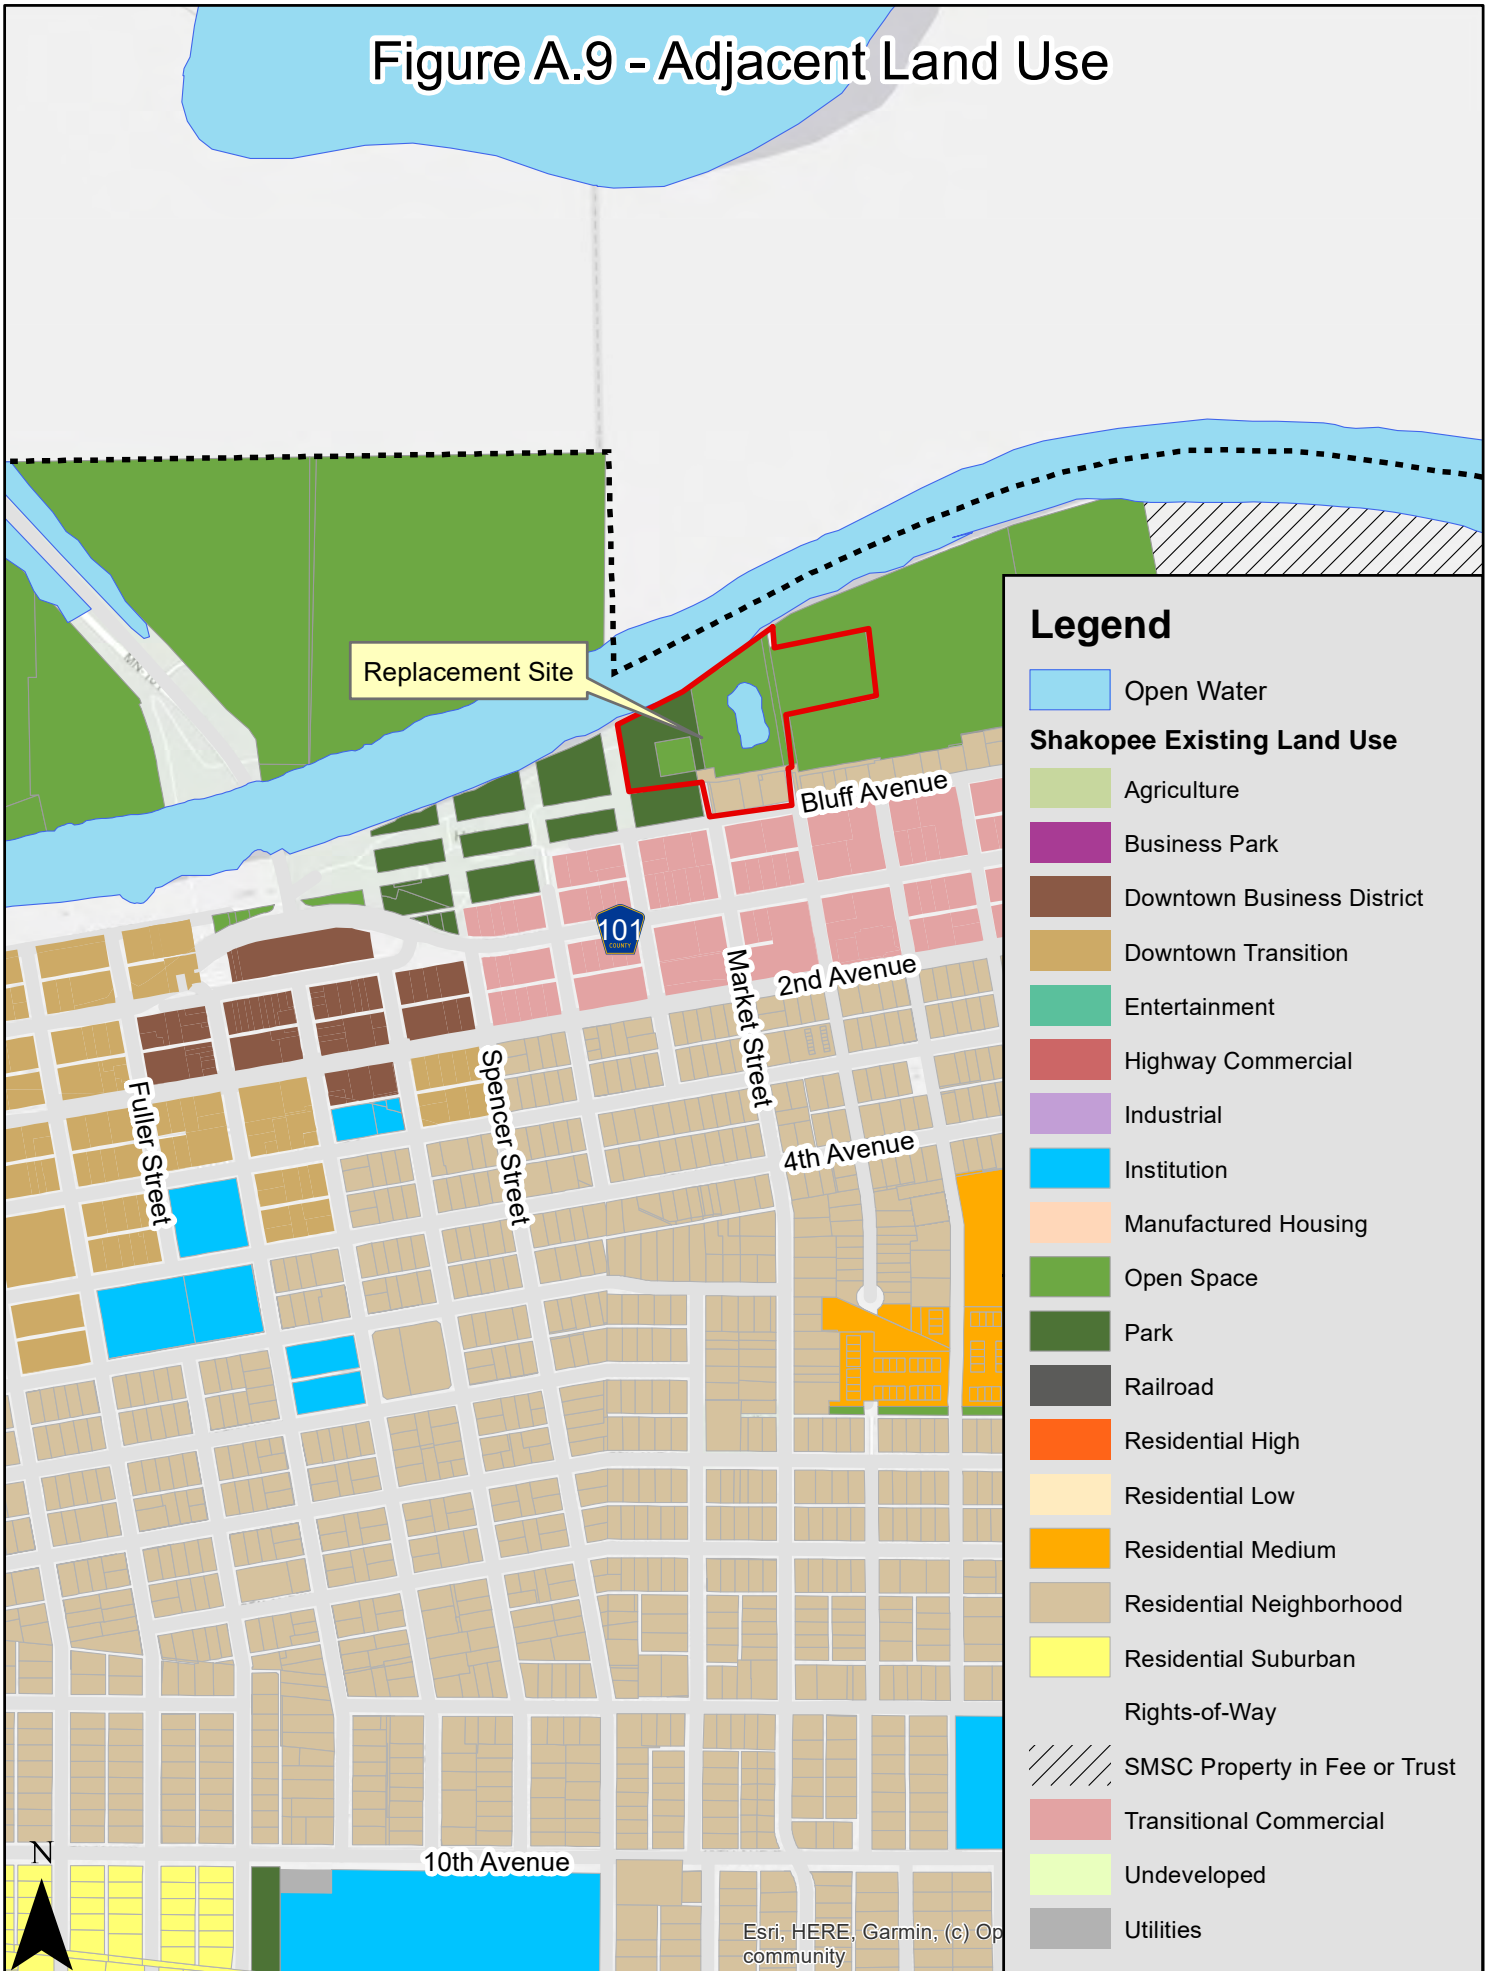 Figure A.9 - Adjacent Land Use
Replacement Site
Bluff Avenue
101
COUNTY
2nd Avenue
Market Street
Spencer Street
Fuller Street
4th Avenue
10th Avenue
N
Esri, HERE, Garmin, (c) Op
community
Legend
Open Water
Shakopee Existing Land Use
Agriculture
Business Park
Downtown Business District
Downtown Transition
Entertainment
Highway Commercial
Industrial
Institution
Manufactured Housing
Open Space
Park
Railroad
Residential High
Residential Low
Residential Medium
Residential Neighborhood
Residential Suburban
Rights-of-Way
SMSC Property in Fee or Trust
Transitional Commercial
Undeveloped
Utilities